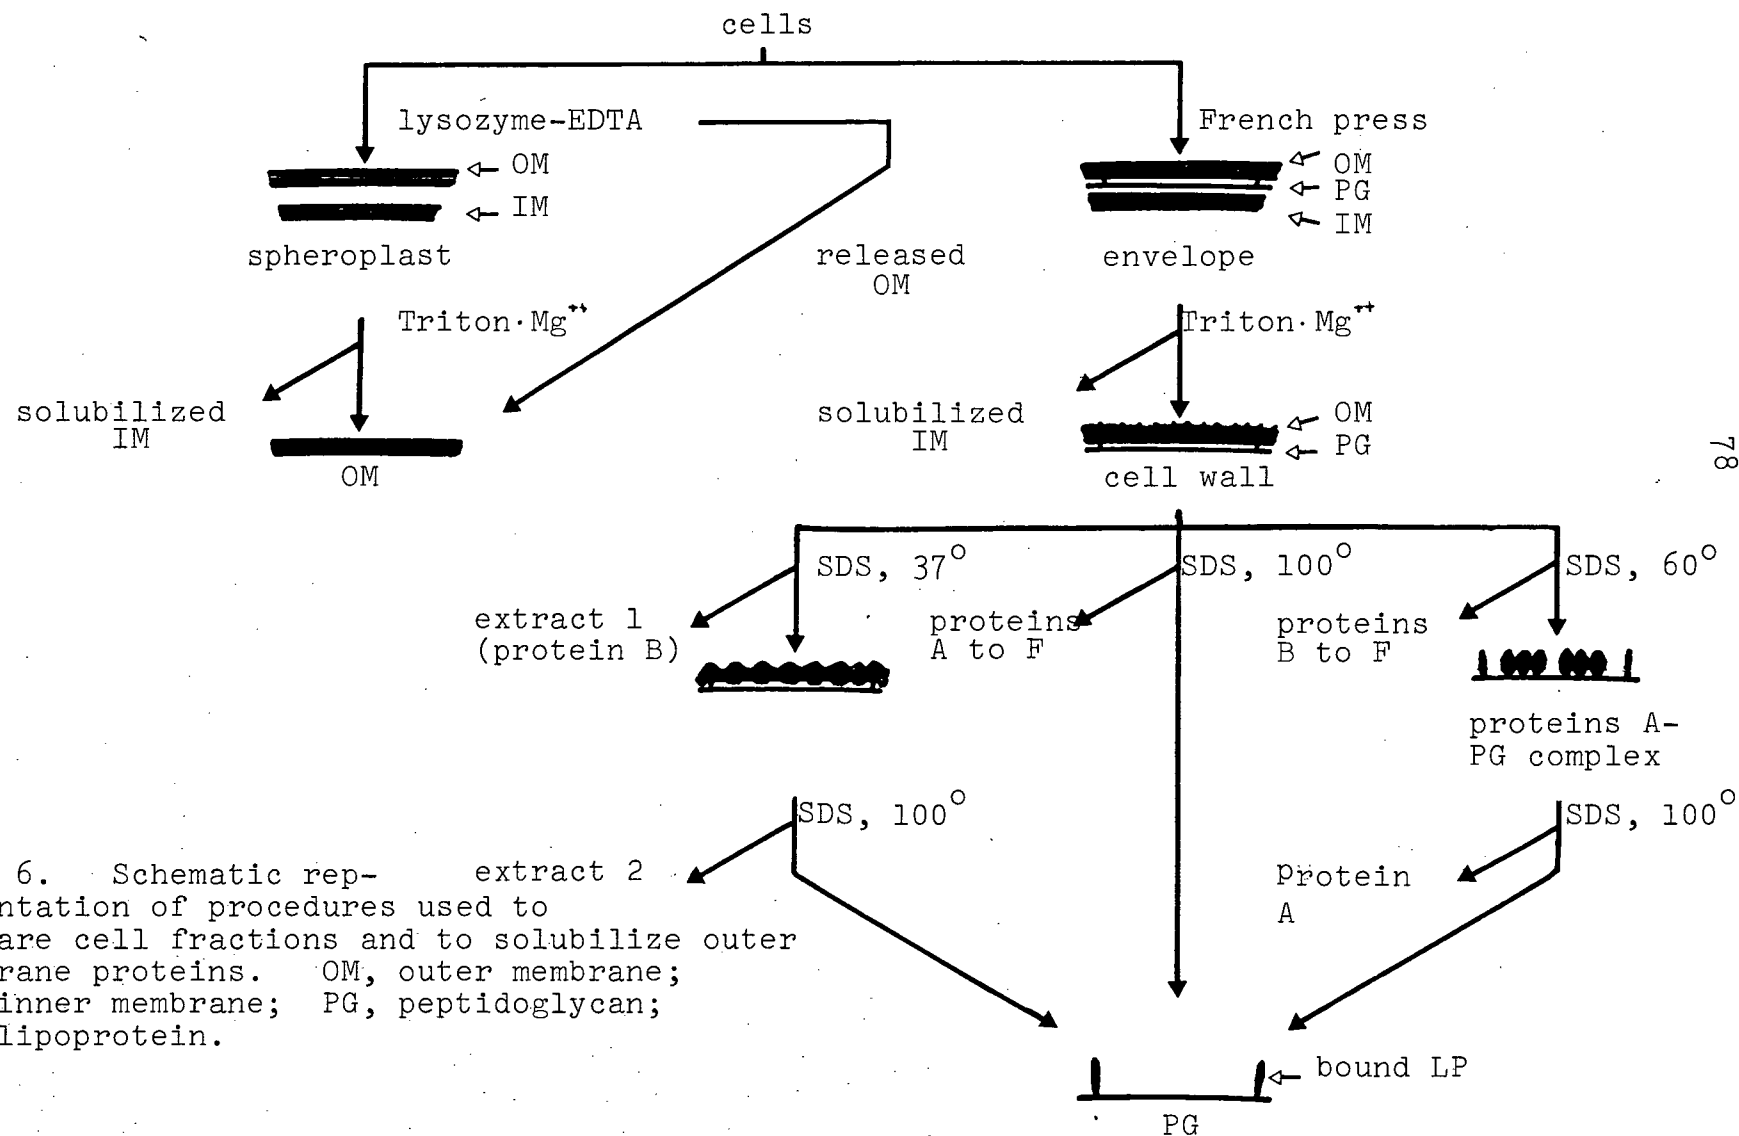 cells
lysozyme-EDTA
French press
OM
IM
OM
PG
IM
spheroplast
released
OM
envelope
Triton·Mg⁺⁺
Triton·Mg⁺⁺
solubilized
IM
OM
solubilized
IM
OM
PG
cell wall
78
SDS, 37°
SDS, 100°
SDS, 60°
extract 1
(protein B)
proteins
A to F
proteins
B to F
proteins A-
PG complex
SDS, 100°
SDS, 100°
extract 2
protein
A
6. Schematic rep-
ntation of procedures used to
are cell fractions and to solubilize outer
rane proteins. OM, outer membrane;
inner membrane; PG, peptidoglycan;
lipoprotein.
bound LP
PG